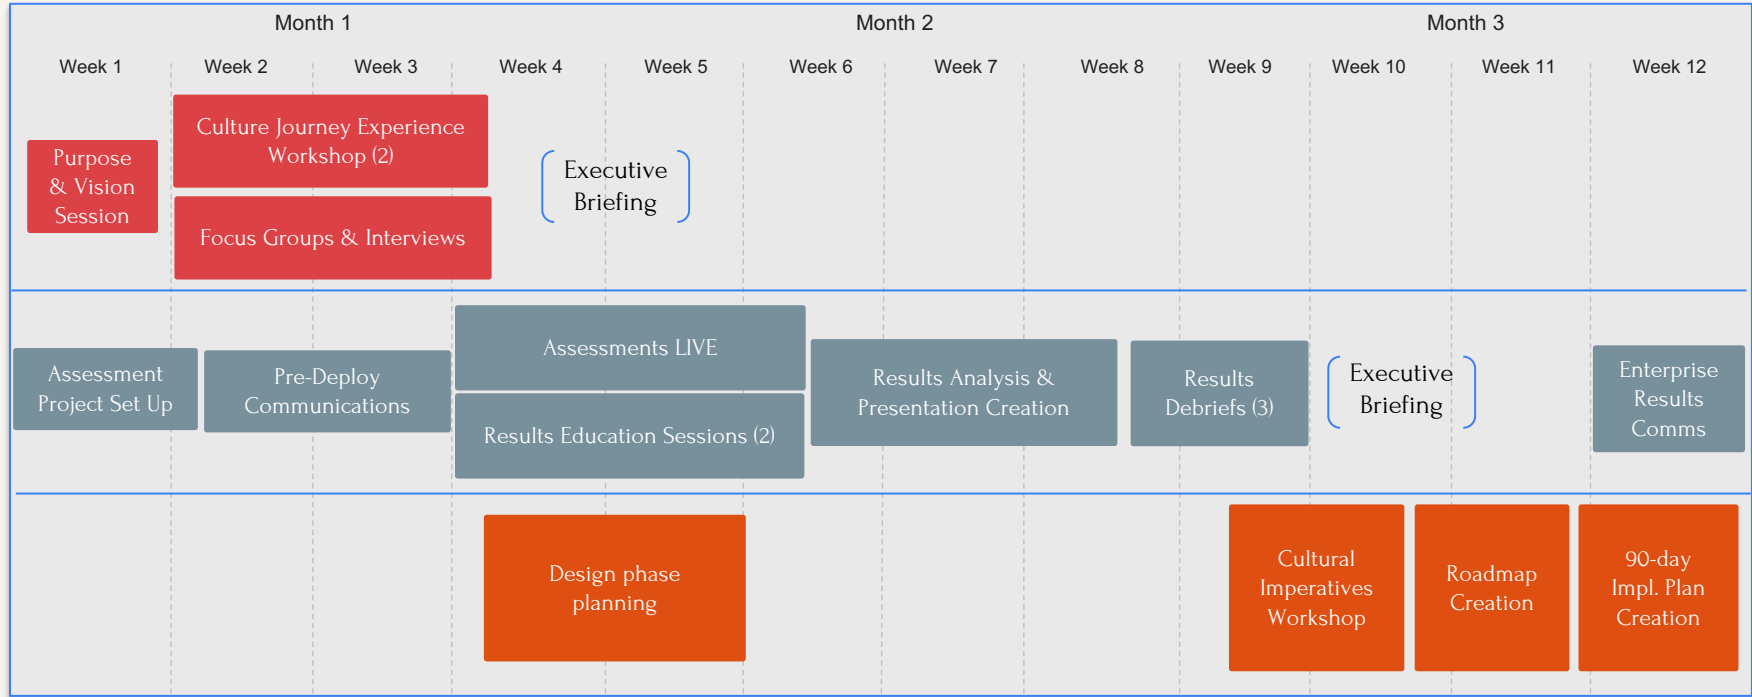 Month 1
Month 2
Month 3
Week 1
Week 2
Week 3
Week 4
Week 5
Week 6
Week 7
Week 8
Week 9
Week 10
Week 11
Week 12
Purpose
& Vision
Session
Culture Journey Experience
Workshop (2)
Focus Groups & Interviews
Executive
Briefing
Assessment
Project Set Up
Pre-Deploy
Communications
Assessments LIVE
Results Education Sessions (2)
Results Analysis &
Presentation Creation
Results
Debriefs (3)
Executive
Briefing
Enterprise
Results
Comms
Design phase
planning
Cultural
Imperatives
Workshop
Roadmap
Creation
90-day
Impl. Plan
Creation